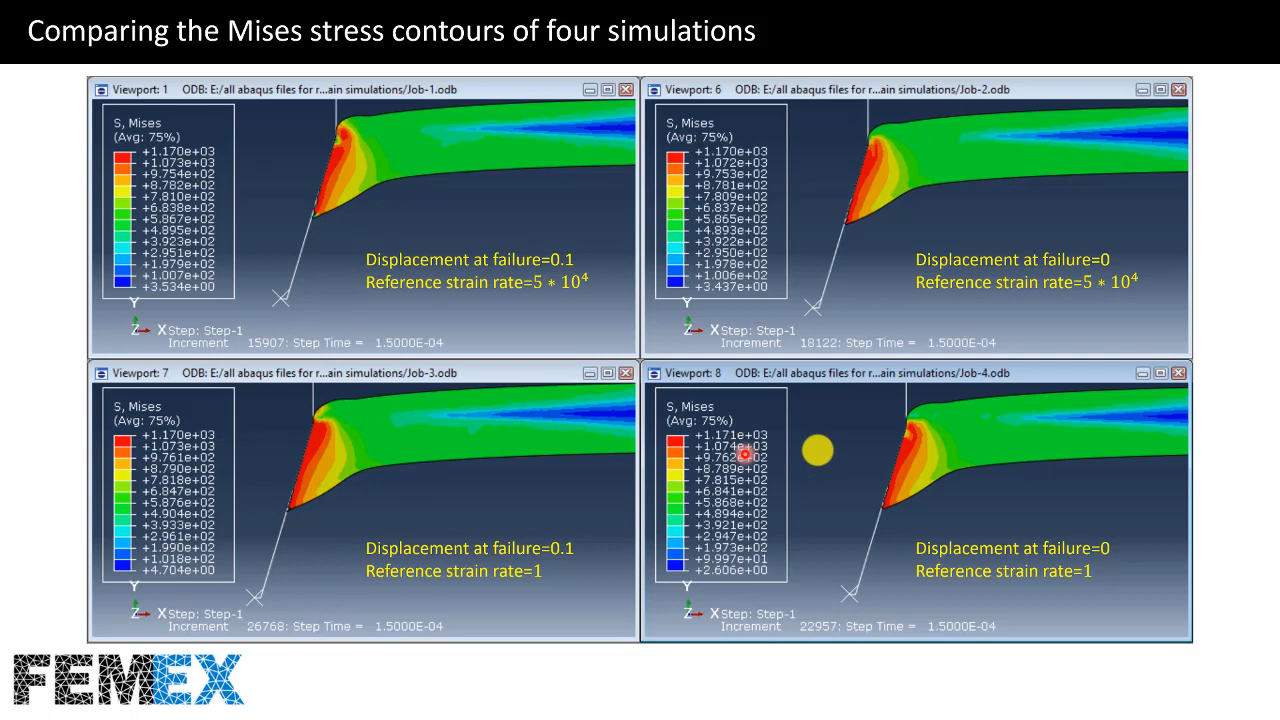 Comparing the Mises stress contours of four simulations
Viewport: 1 ODB: E:/all abaqus files for r...ain simulations/Job-1.odb
S, Mises
(Avg: 75%)
+1.170e+03
+1.073e+03
+9.754e+02
+8.782e+02
+7.810e+02
+6.838e+02
+5.867e+02
+4.895e+02
+3.923e+02
+2.951e+02
+1.979e+02
+1.007e+02
+3.534e+00
Displacement at failure=0.1
Reference strain rate=5 * 10⁴
Y
Z X
Step: Step-1
Increment 15907: Step Time = 1.5000E-04
Viewport: 6 ODB: E:/all abaqus files for r...ain simulations/Job-2.odb
S, Mises
(Avg: 75%)
+1.170e+03
+1.072e+03
+9.753e+02
+8.781e+02
+7.809e+02
+6.837e+02
+5.865e+02
+4.893e+02
+3.922e+02
+2.950e+02
+1.978e+02
+1.006e+02
+3.437e+00
Displacement at failure=0
Reference strain rate=5 * 10⁴
Y
Z X
Step: Step-1
Increment 18122: Step Time = 1.5000E-04
Viewport: 7 ODB: E:/all abaqus files for r...ain simulations/Job-3.odb
S, Mises
(Avg: 75%)
+1.170e+03
+1.073e+03
+9.761e+02
+8.790e+02
+7.818e+02
+6.847e+02
+5.876e+02
+4.904e+02
+3.933e+02
+2.961e+02
+1.990e+02
+1.018e+02
+4.704e+00
Displacement at failure=0.1
Reference strain rate=1
Y
Z X
Step: Step-1
Increment 26768: Step Time = 1.5000E-04
Viewport: 8 ODB: E:/all abaqus files for r...ain simulations/Job-4.odb
S, Mises
(Avg: 75%)
+1.171e+03
+1.074e+03
+9.762e+02
+8.789e+02
+7.815e+02
+6.841e+02
+5.868e+02
+4.894e+02
+3.921e+02
+2.947e+02
+1.973e+02
+9.997e+01
+2.606e+00
Displacement at failure=0
Reference strain rate=1
Y
Z X
Step: Step-1
Increment 22957: Step Time = 1.5000E-04
FEMEX